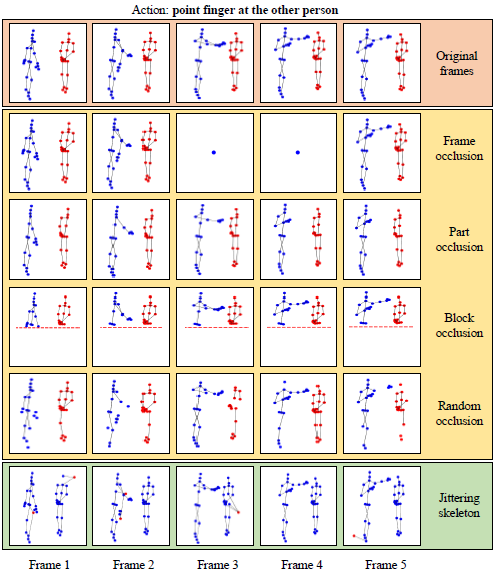 Action: point finger at the other person
Original
frames
Frame
occlusion
Part
occlusion
Block
occlusion
Random
occlusion
Jittering
skeleton
Frame 1 Frame 2 Frame 3 Frame 4 Frame 5